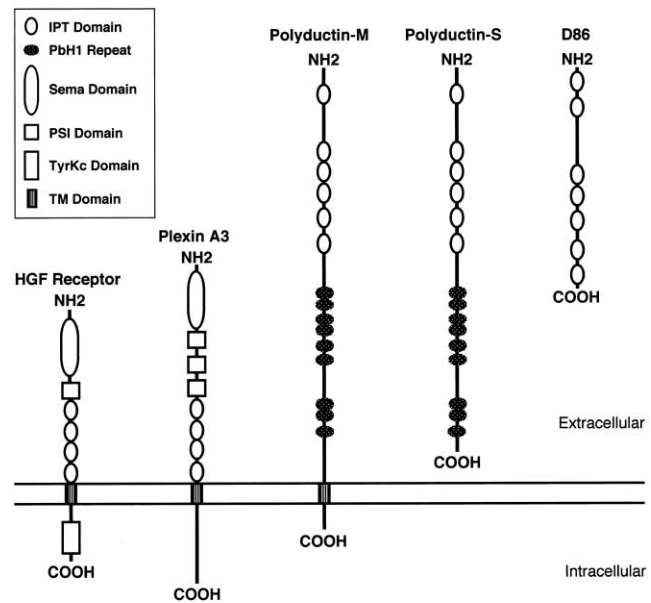 IPT Domain
PbH1 Repeat
Sema Domain
PSI Domain
TyrKc Domain
TM Domain
HGF Receptor
NH2
COOH
Plexin A3
NH2
COOH
Polyductin-M
NH2
COOH
Polyductin-S
NH2
COOH
D86
NH2
COOH
Extracellular
Intracellular